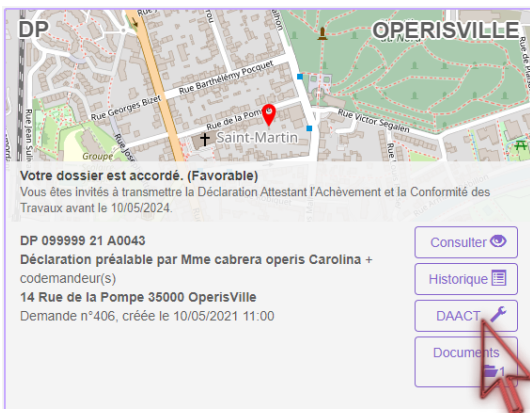 DP
OPERISVILLE
Rue Barthélémy Pocquet
Rue Georges Bizet
Rue de la Pom
Rue Victor Segalen
Saint-Martin
Groupe
Votre dossier est accordé. (Favorable)
Vous êtes invités à transmettre la Déclaration Attestant l'Achèvement et la Conformité des
Travaux avant le 10/05/2024.
DP 099999 21 A0043
Déclaration préalable par Mme cabrera operis Carolina +
codemandeur(s)
14 Rue de la Pompe 35000 OperisVille
Demande n°406, créée le 10/05/2021 11:00
Consulter
Historique
DAACT
Documents
1